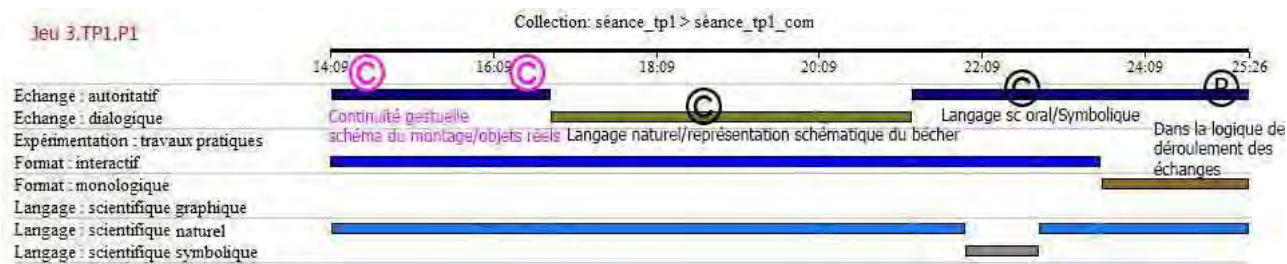 Jeu 3.TP1.P1
Collection: séance_tp1 > séance_tp1_com
14:09 16:09 18:09 20:09 22:09 24:09 25:26
C C C C R
Echange : autoritatif
Echange : dialogique
Expérimentation : travaux pratiques
Format : interactif
Format : monologique
Langage : scientifique graphique
Langage : scientifique naturel
Langage : scientifique symbolique
Continuité gestuelle
schéma du montage/objets réels
Langage naturel/représentation schématique du bécher
Langage sc oral/Symbolique
Dans la logique de
déroulement des
échanges